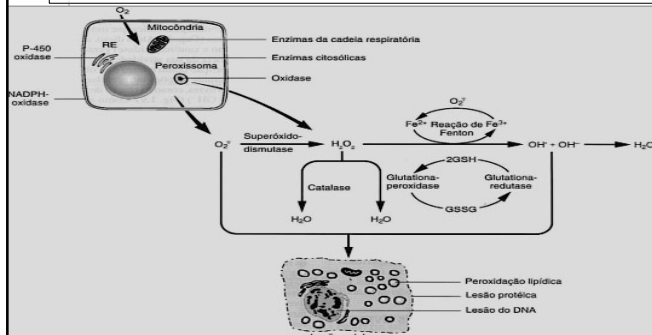 O₂
Mitocôndria
P-450
oxidase
RE
Enzimas da cadeia respiratória
Enzimas citosólicas
Peroxissoma
Oxidase
NADPH-
oxidase
O₂⁻
Fe²⁺ Reação de Fe³⁺
Fenton
O₂⁻ Superóxido-
dismutase H₂O₂ OH• + OH⁻ H₂O
2GSH
Catalase
Glutationa-
peroxidase
Glutationa-
redutase
GSSG
H₂O H₂O
Peroxidação lipídica
Lesão protéica
Lesão do DNA